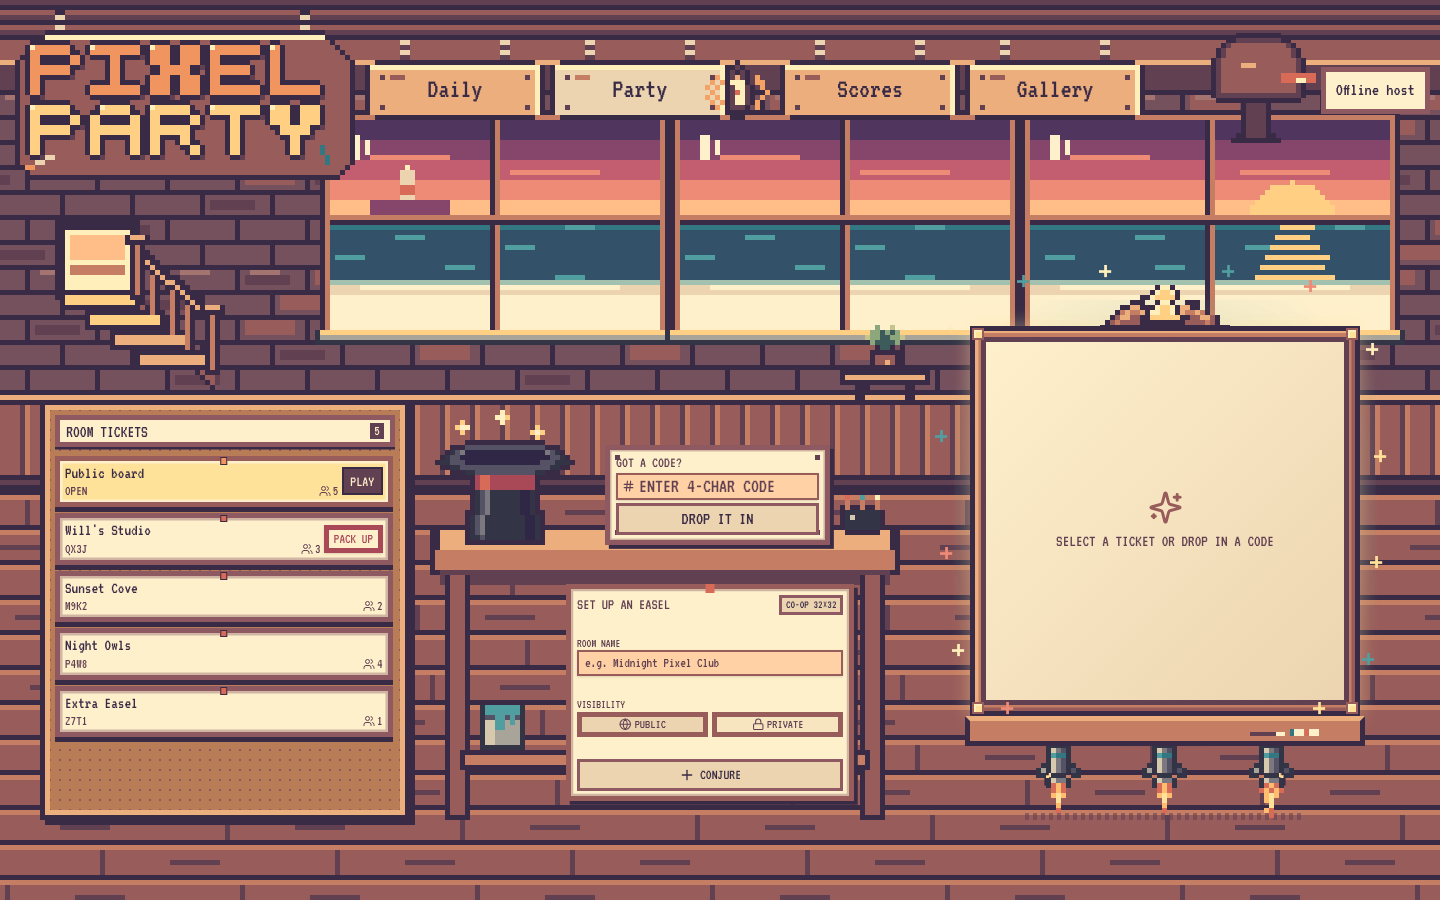 PIXEL
PARTY
Daily
Party
Scores
Gallery
Offline host
ROOM TICKETS
5
Public board
OPEN
5
PLAY
Will's Studio
QX3J
3
PACK UP
Sunset Cove
M9K2
2
Night Owls
P4W8
4
Extra Easel
Z7T1
1
GOT A CODE?
# ENTER 4-CHAR CODE
DROP IT IN
SET UP AN EASEL
CO-OP 32×32
ROOM NAME
e.g. Midnight Pixel Club
VISIBILITY
PUBLIC
PRIVATE
+ CONJURE
SELECT A TICKET OR DROP IN A CODE